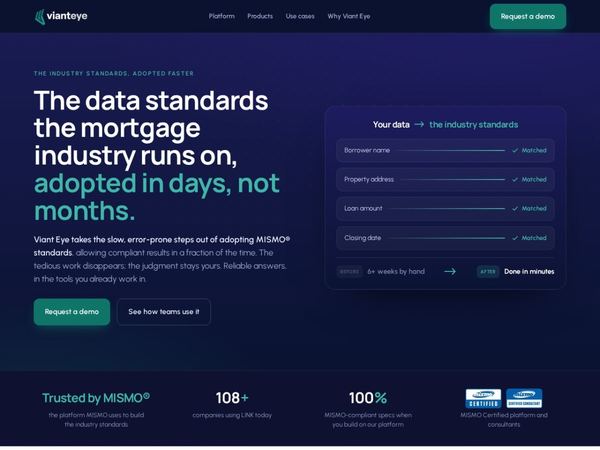 vianteye
Platform Products Use cases Why Viant Eye
Request a demo
THE INDUSTRY STANDARDS, ADOPTED FASTER
The data standards
the mortgage
industry runs on,
adopted in days, not
months.
Viant Eye takes the slow, error-prone steps out of adopting MISMO®
standards, allowing compliant results in a fraction of the time. The
tedious work disappears; the judgment stays yours. Reliable answers,
in the tools you already work in.
Request a demo
See how teams use it
Your data → the industry standards
Borrower name ✓ Matched
Property address ✓ Matched
Loan amount ✓ Matched
Closing date ✓ Matched
BEFORE 6+ weeks by hand → AFTER Done in minutes
Trusted by MISMO®
the platform MISMO uses to build
the industry standards
108+
companies using LINK today
100%
MISMO-compliant specs when
you build on our platform
CERTIFIED
CERTIFIED CONSULTANT
MISMO Certified platform and
consultants